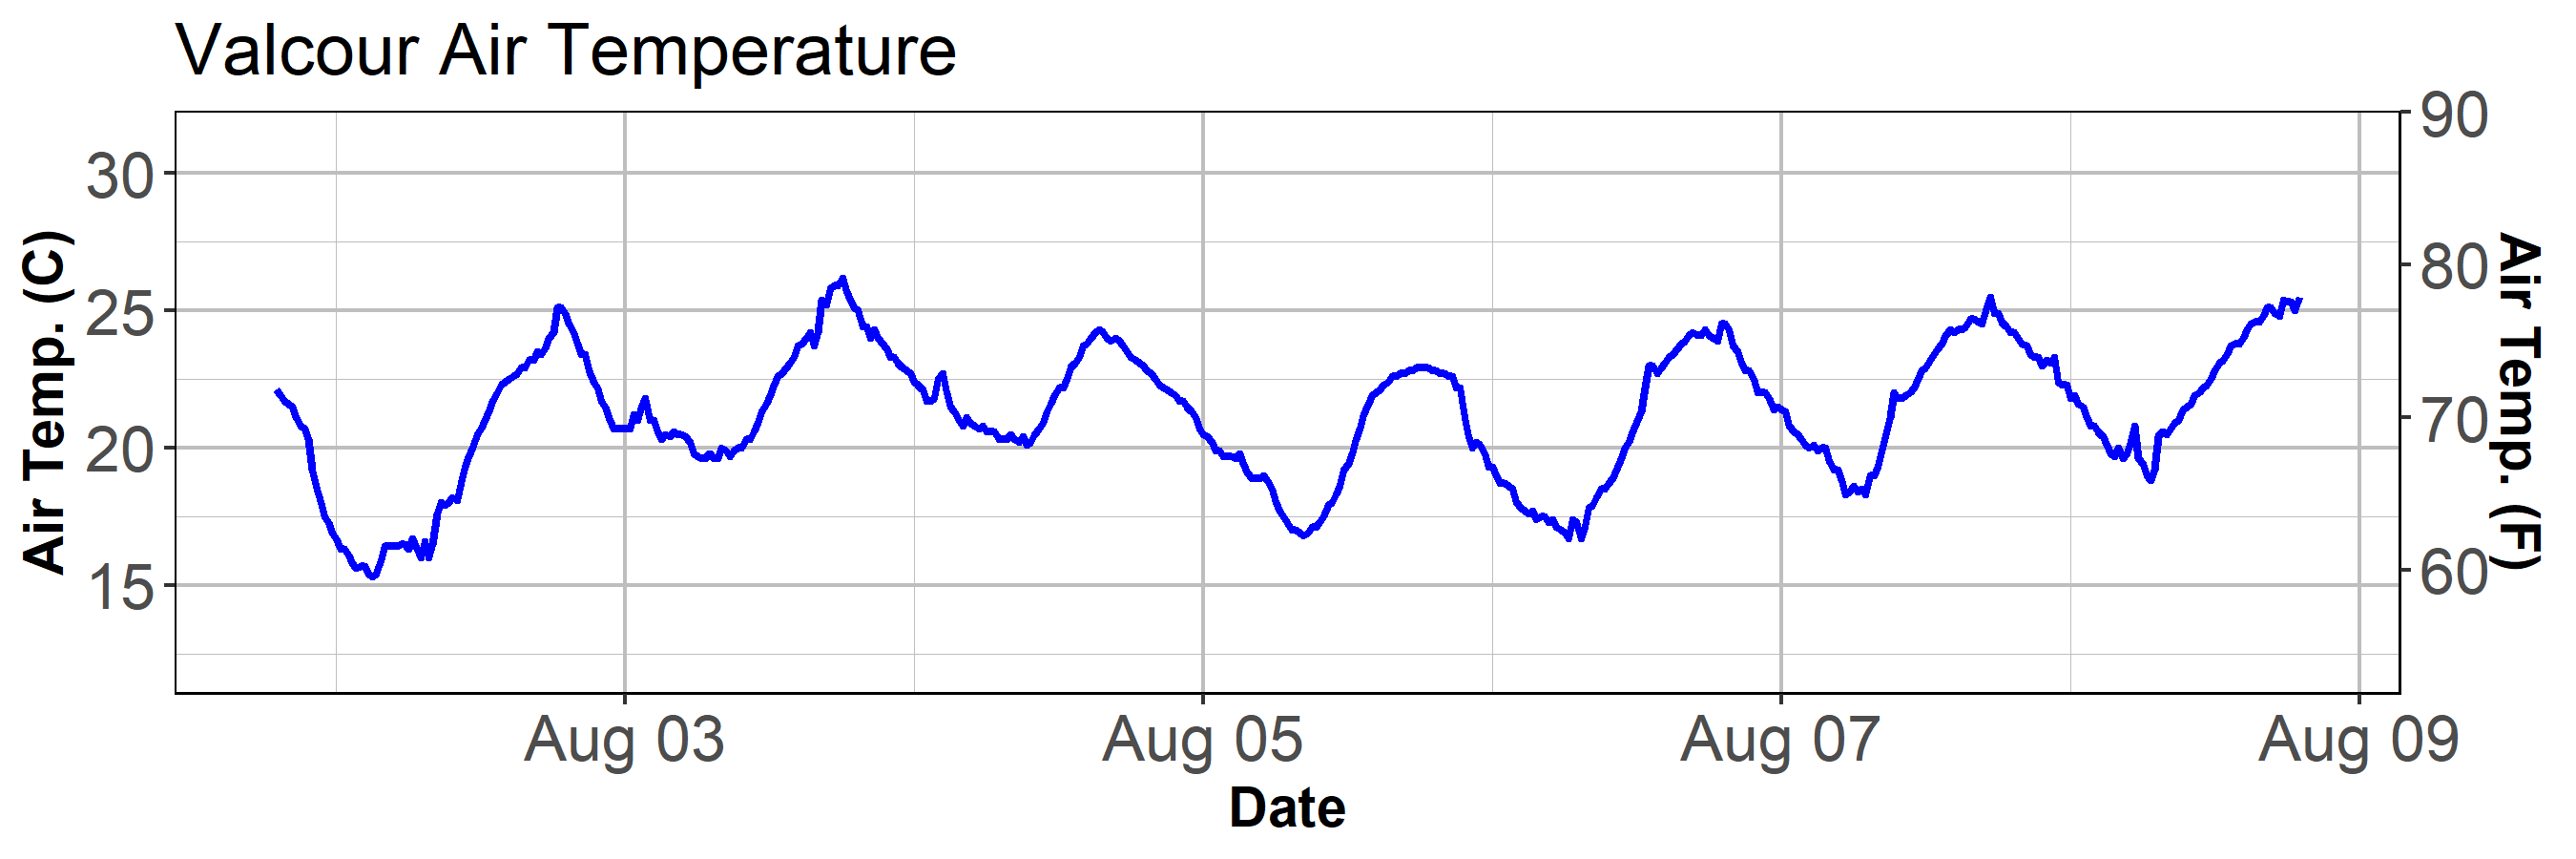 Valcour Air Temperature
Air Temp. (C)
30
25
20
15
90
80
70
60
Air Temp. (F)
Aug 03
Aug 05
Aug 07
Aug 09
Date